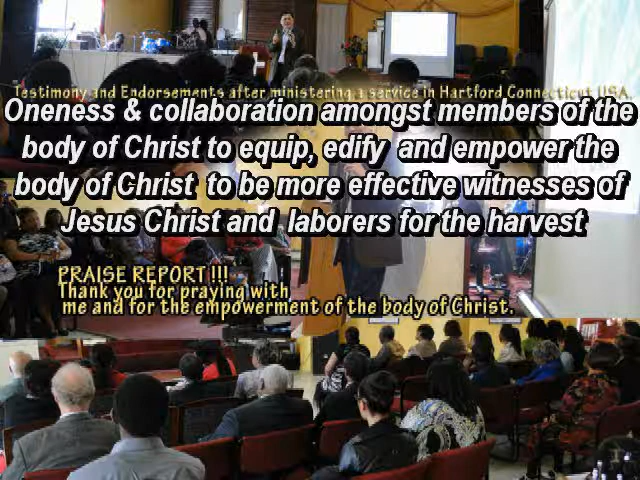 Testimony and Endorsements after ministering a service in Hartford Connecticut USA.
Oneness & collaboration amongst members of the
body of Christ to equip, edify and empower the
body of Christ to be more effective witnesses of
Jesus Christ and laborers for the harvest
PRAISE REPORT !!!
Thank you for praying with
me and for the empowerment of the body of Christ.